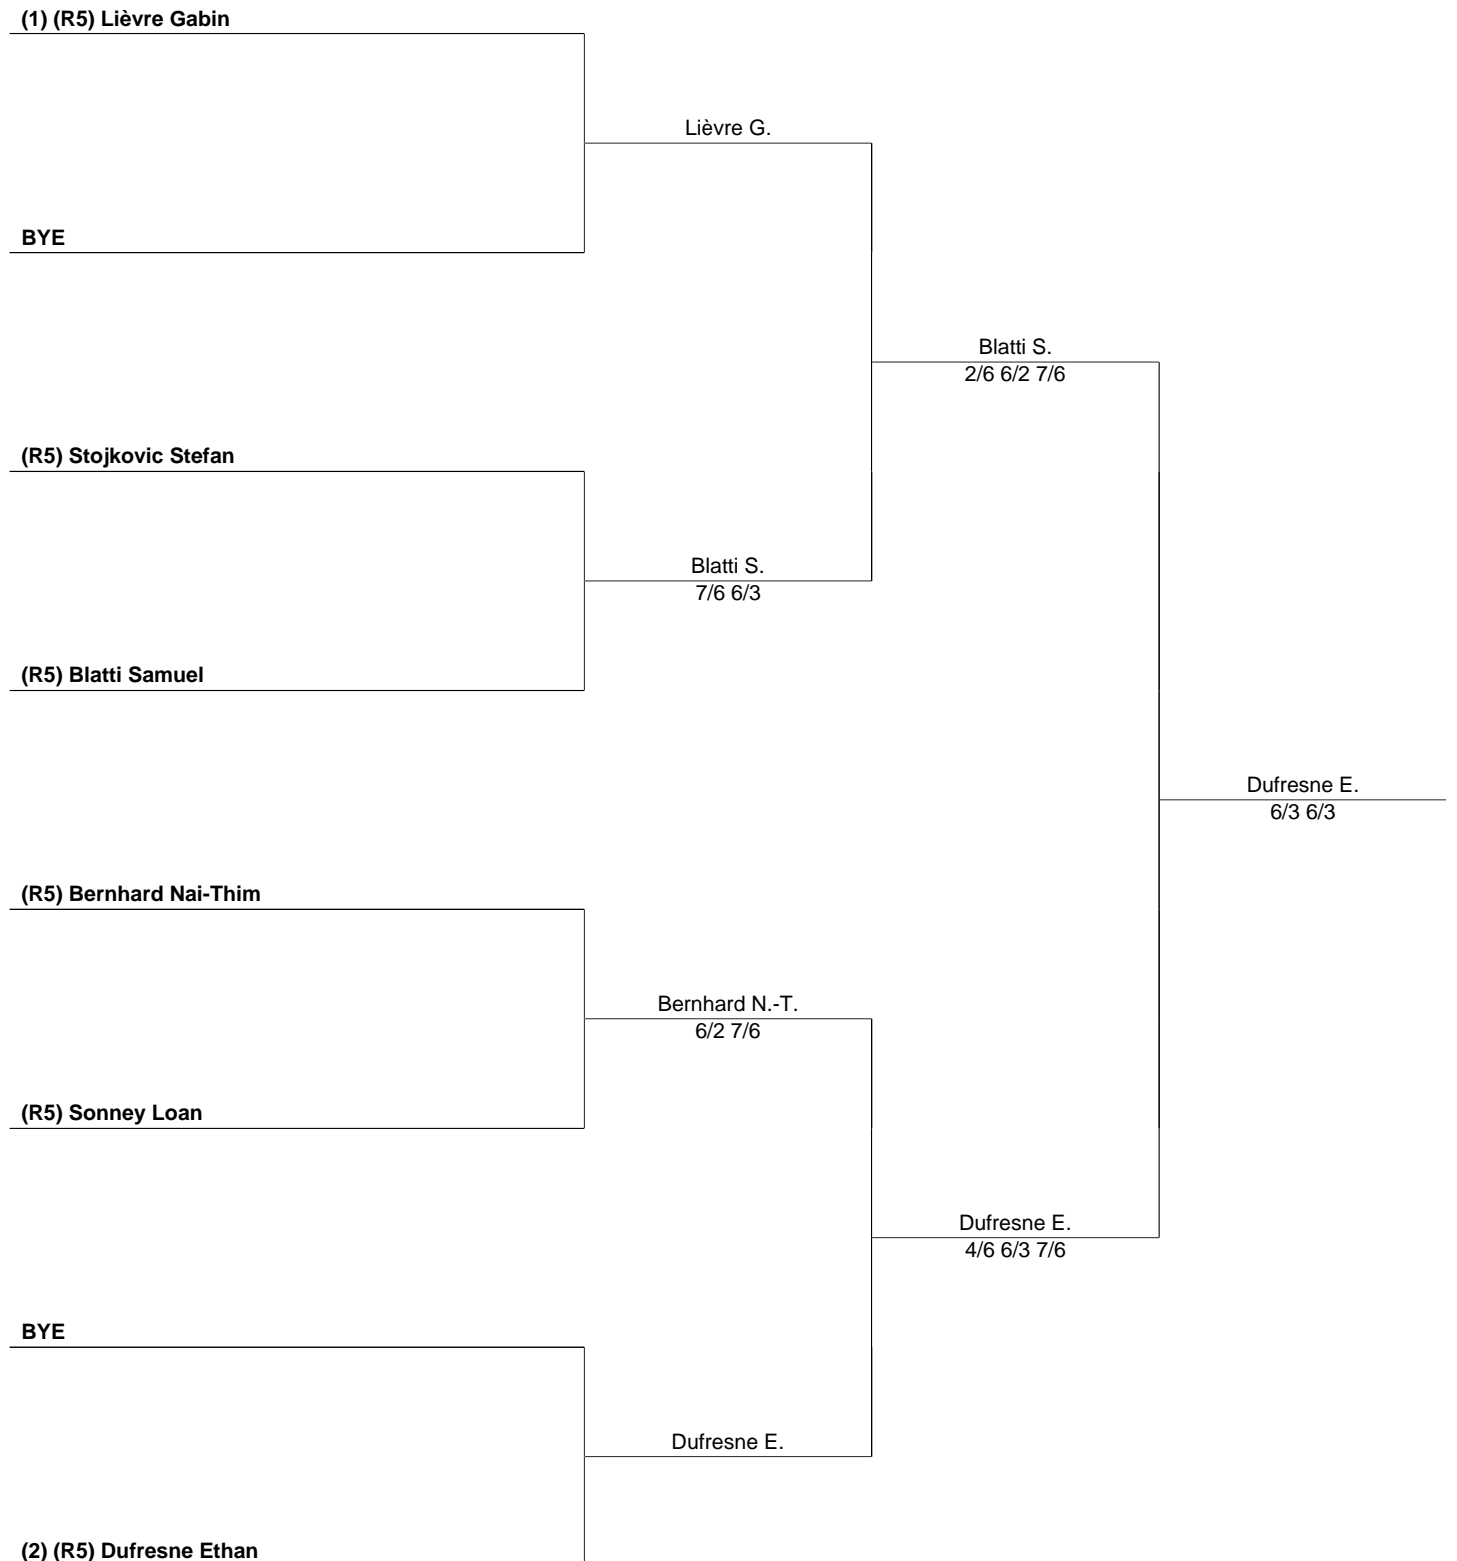 (1) (R5) Lièvre Gabin
Lièvre G.
BYE
Blatti S.
2/6 6/2 7/6
(R5) Stojkovic Stefan
Blatti S.
7/6 6/3
(R5) Blatti Samuel
Dufresne E.
6/3 6/3
(R5) Bernhard Nai-Thim
Bernhard N.-T.
6/2 7/6
(R5) Sonney Loan
Dufresne E.
4/6 6/3 7/6
BYE
Dufresne E.
(2) (R5) Dufresne Ethan